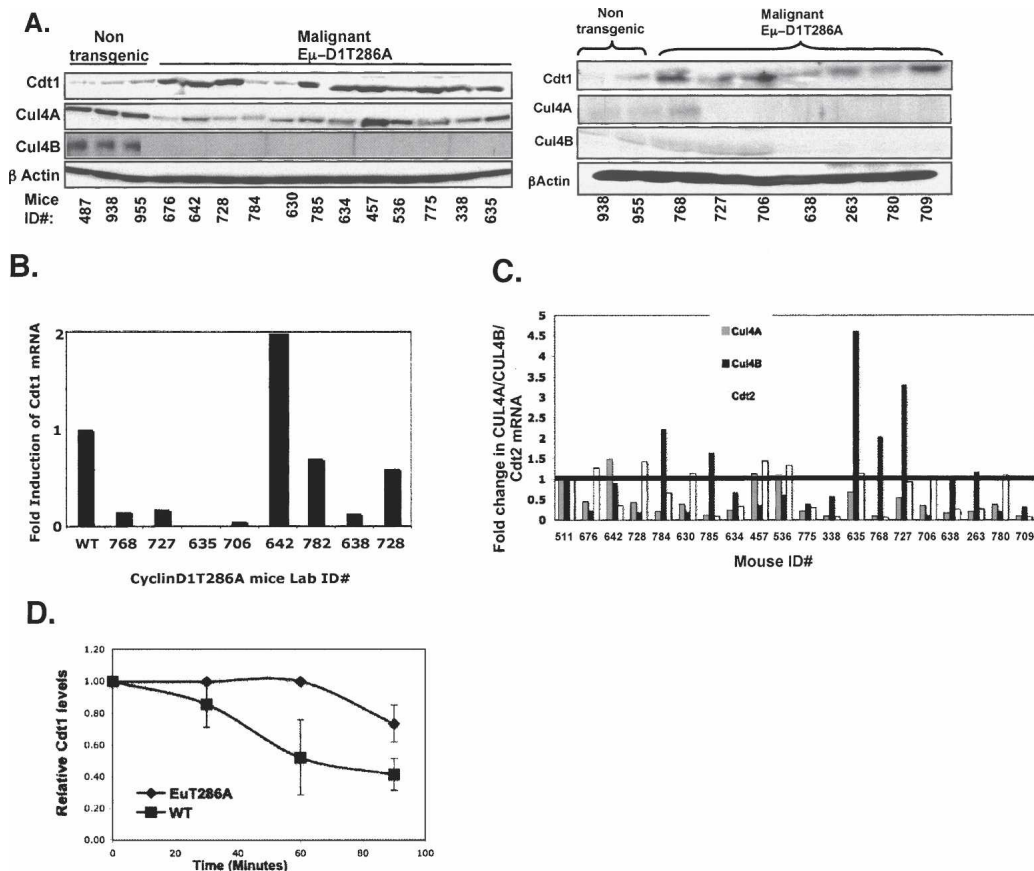 A.
Non
transgenic
Malignant
Eμ–D1T286A
Cdt1
Cul4A
Cul4B
β Actin
Mice
ID#:
487 938 955 676 642 728 784 630 785 634 457 536 775 338 635
Non
transgenic
Malignant
Eμ–D1T286A
Cdt1
Cul4A
Cul4B
βActin
938 955 768 727 706 638 263 780 709
B.
Fold Induction of Cdt1 mRNA
2
1
0
WT 768 727 635 706 642 782 638 728
CyclinD1T286A mice Lab ID#
C.
Fold change in CUL4A/CUL4B/
Cdt2 mRNA
5
4.5
4
3.5
3
2.5
2
1.5
1
0.5
0
Cul4A
Cul4B
Cdt2
511 676 642 728 784 630 785 634 457 536 775 338 635 768 727 706 638 263 780 709
Mouse ID#
D.
Relative Cdt1 levels
1.20
1.00
0.80
0.60
0.40
0.20
0.00
EuT286A
WT
0 20 40 60 80 100
Time (Minutes)